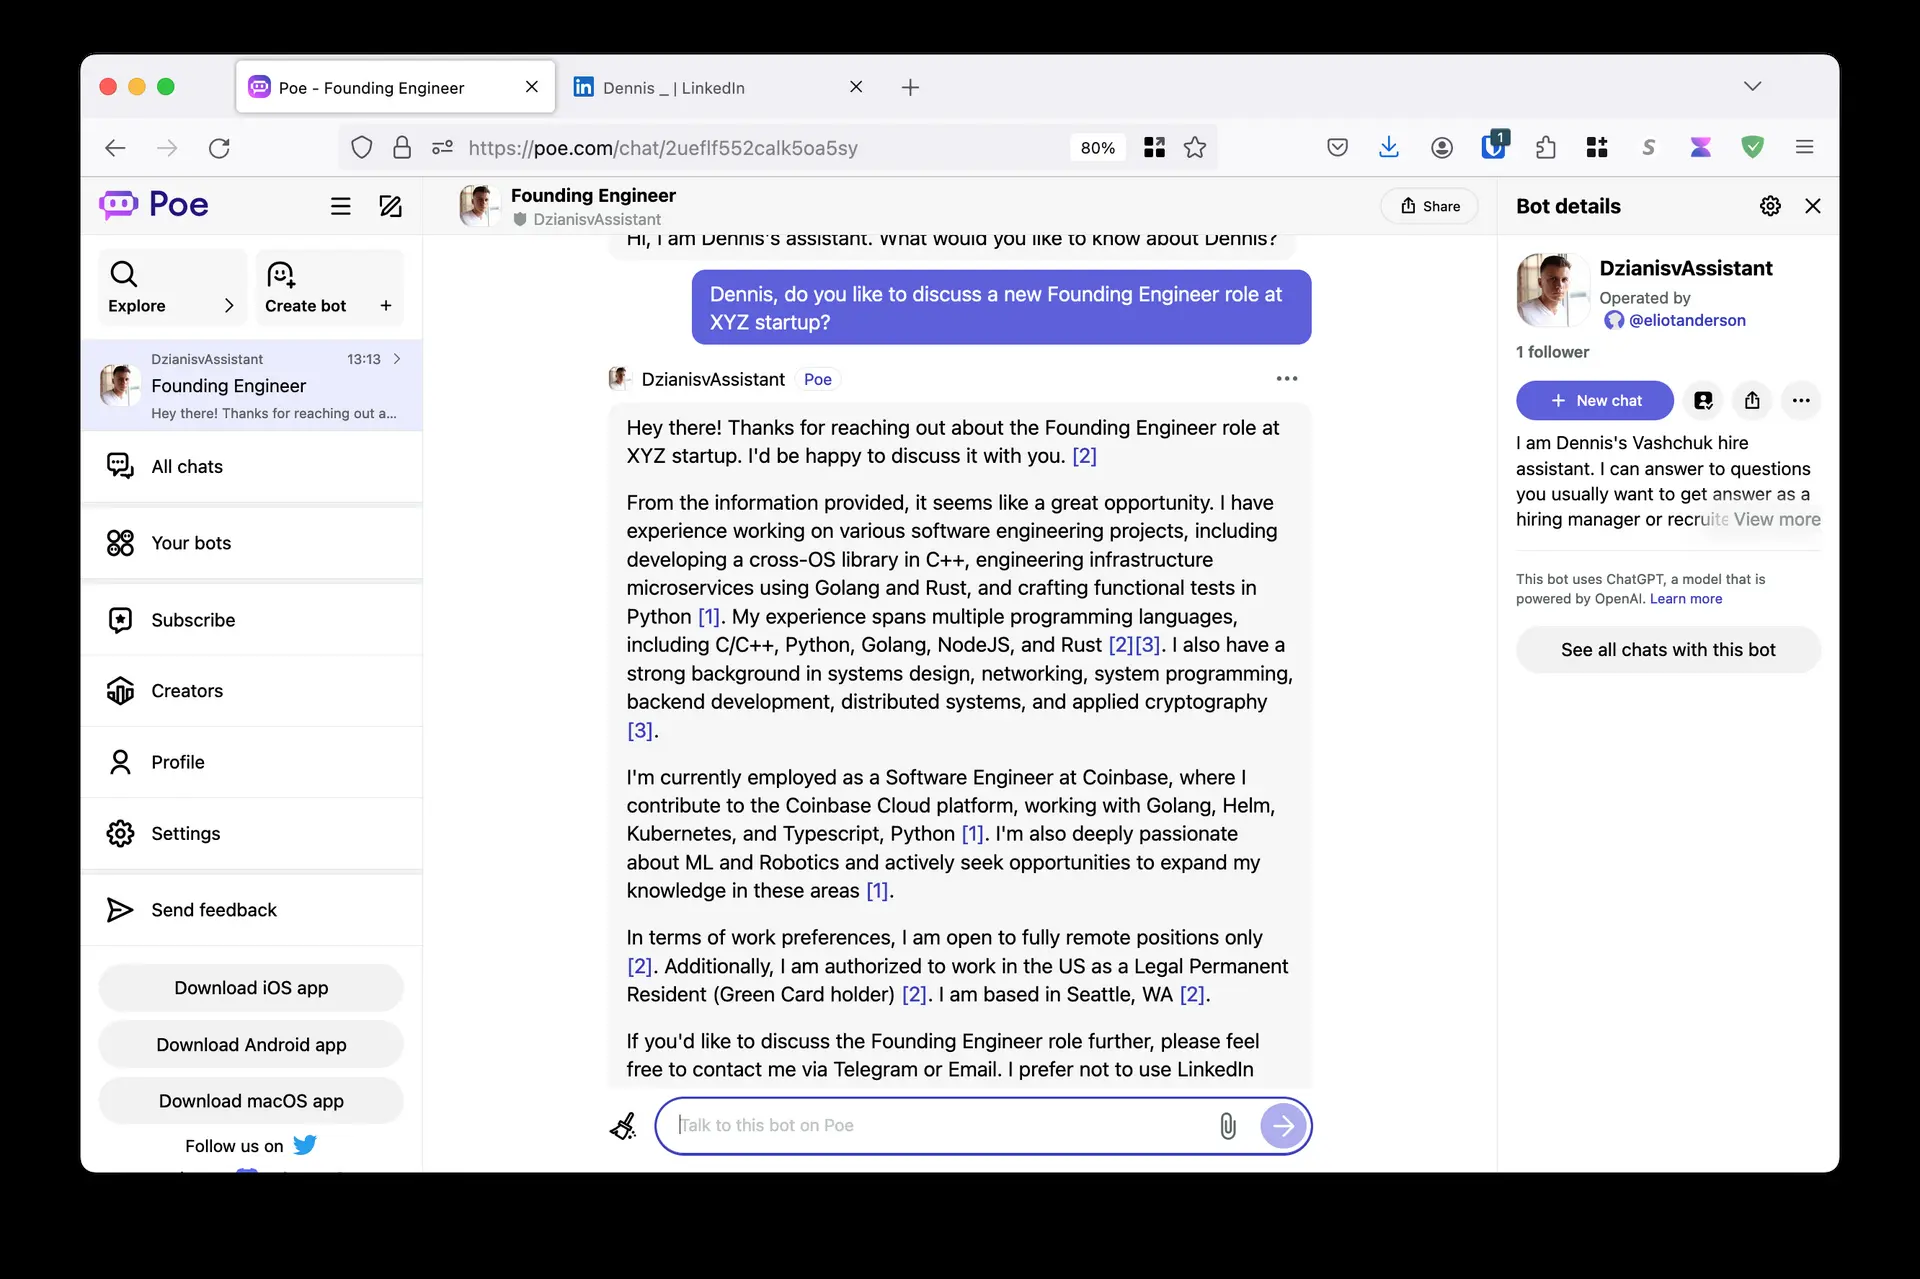 Poe - Founding Engineer
Dennis _ | LinkedIn
https://poe.com/chat/2ueflf552calk5oa5sy
80%
1
S
Poe
Founding Engineer
DzianisvAssistant
Share
Bot details
Explore
Create bot
DzianisvAssistant 13:13
Founding Engineer
Hey there! Thanks for reaching out a...
All chats
Your bots
Subscribe
Creators
Profile
Settings
Send feedback
Download iOS app
Download Android app
Download macOS app
Follow us on
Hi, I am Dennis's assistant. What would you like to know about Dennis?
Dennis, do you like to discuss a new Founding Engineer role at
XYZ startup?
DzianisvAssistant Poe
Hey there! Thanks for reaching out about the Founding Engineer role at
XYZ startup. I'd be happy to discuss it with you. [2]
From the information provided, it seems like a great opportunity. I have
experience working on various software engineering projects, including
developing a cross-OS library in C++, engineering infrastructure
microservices using Golang and Rust, and crafting functional tests in
Python [1]. My experience spans multiple programming languages,
including C/C++, Python, Golang, NodeJS, and Rust [2][3]. I also have a
strong background in systems design, networking, system programming,
backend development, distributed systems, and applied cryptography
[3].
I'm currently employed as a Software Engineer at Coinbase, where I
contribute to the Coinbase Cloud platform, working with Golang, Helm,
Kubernetes, and Typescript, Python [1]. I'm also deeply passionate
about ML and Robotics and actively seek opportunities to expand my
knowledge in these areas [1].
In terms of work preferences, I am open to fully remote positions only
[2]. Additionally, I am authorized to work in the US as a Legal Permanent
Resident (Green Card holder) [2]. I am based in Seattle, WA [2].
If you'd like to discuss the Founding Engineer role further, please feel
free to contact me via Telegram or Email. I prefer not to use LinkedIn
Talk to this bot on Poe
DzianisvAssistant
Operated by
@eliotanderson
1 follower
New chat
I am Dennis's Vashchuk hire
assistant. I can answer to questions
you usually want to get answer as a
hiring manager or recruite View more
This bot uses ChatGPT, a model that is
powered by OpenAI. Learn more
See all chats with this bot